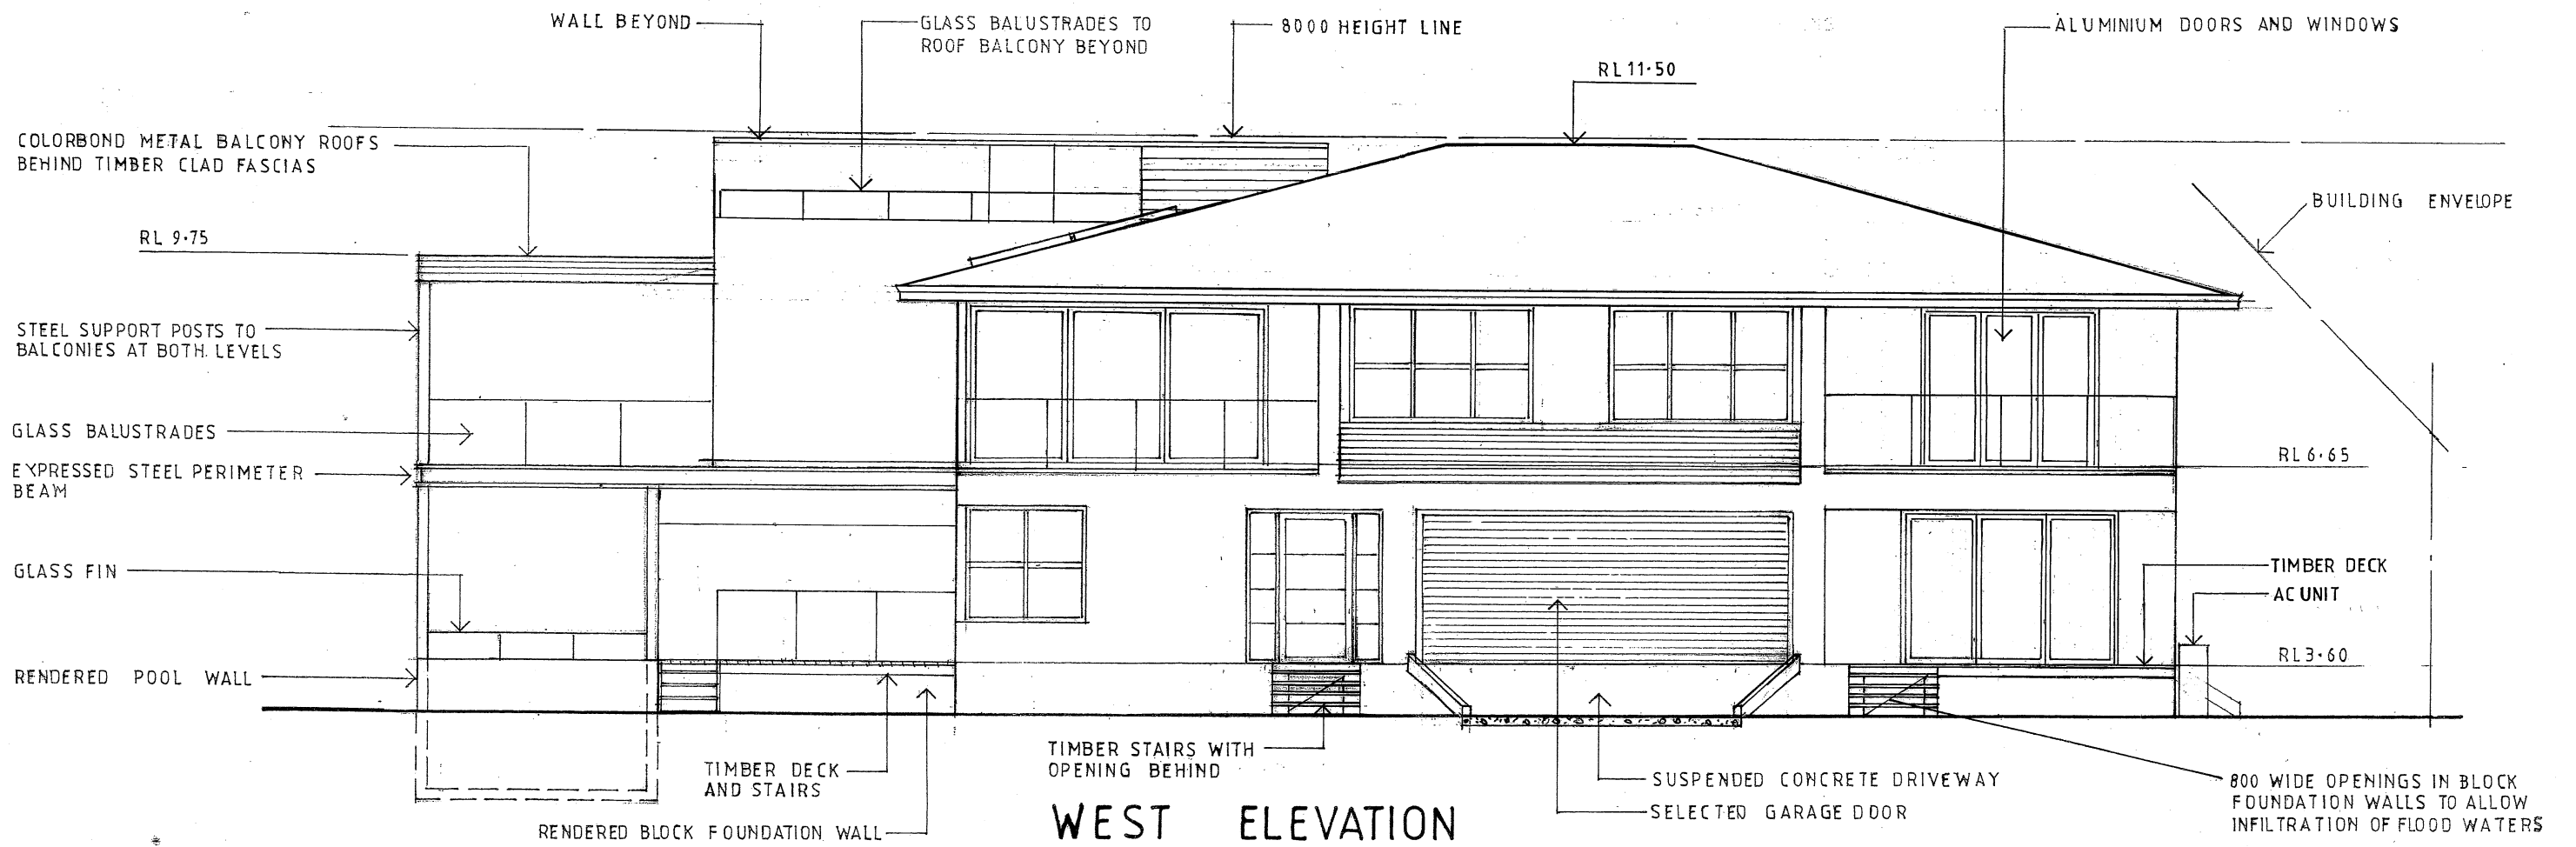 WALL BEYOND
GLASS BALUSTRADES TO
ROOF BALCONY BEYOND
8000 HEIGHT LINE
ALUMINIUM DOORS AND WINDOWS
RL 11·50
COLORBOND METAL BALCONY ROOFS
BEHIND TIMBER CLAD FASCIAS
BUILDING ENVELOPE
RL 9·75
STEEL SUPPORT POSTS TO
BALCONIES AT BOTH LEVELS
GLASS BALUSTRADES
EXPRESSED STEEL PERIMETER
BEAM
RL 6·65
GLASS FIN
TIMBER DECK
AC UNIT
RL 3·60
RENDERED POOL WALL
TIMBER DECK
AND STAIRS
TIMBER STAIRS WITH
OPENING BEHIND
SUSPENDED CONCRETE DRIVEWAY
SELECTED GARAGE DOOR
800 WIDE OPENINGS IN BLOCK
FOUNDATION WALLS TO ALLOW
INFILTRATION OF FLOOD WATERS
RENDERED BLOCK FOUNDATION WALL
WEST ELEVATION